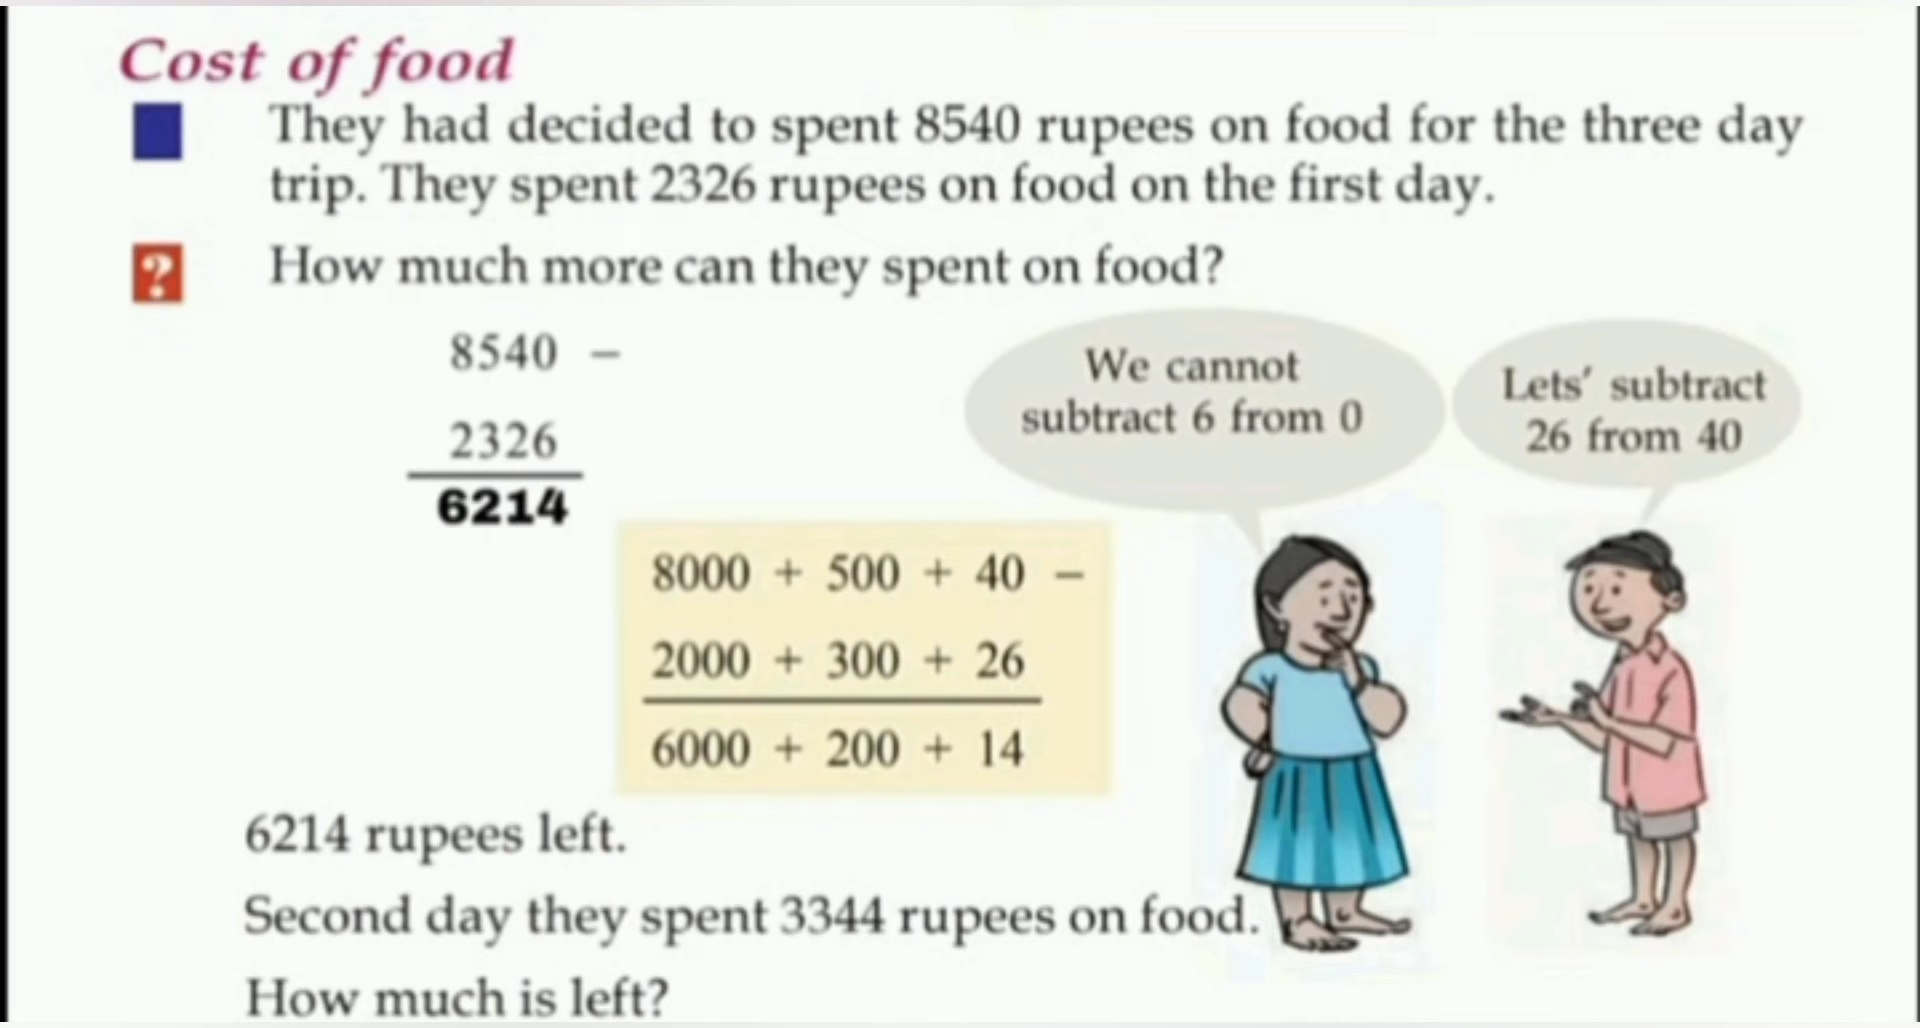 Cost of food
They had decided to spent 8540 rupees on food for the three day
trip. They spent 2326 rupees on food on the first day.
?
How much more can they spent on food?
8540 –
2326
6214
We cannot
subtract 6 from 0
Lets' subtract
26 from 40
8000 + 500 + 40 –
2000 + 300 + 26
6000 + 200 + 14
6214 rupees left.
Second day they spent 3344 rupees on food.
How much is left?